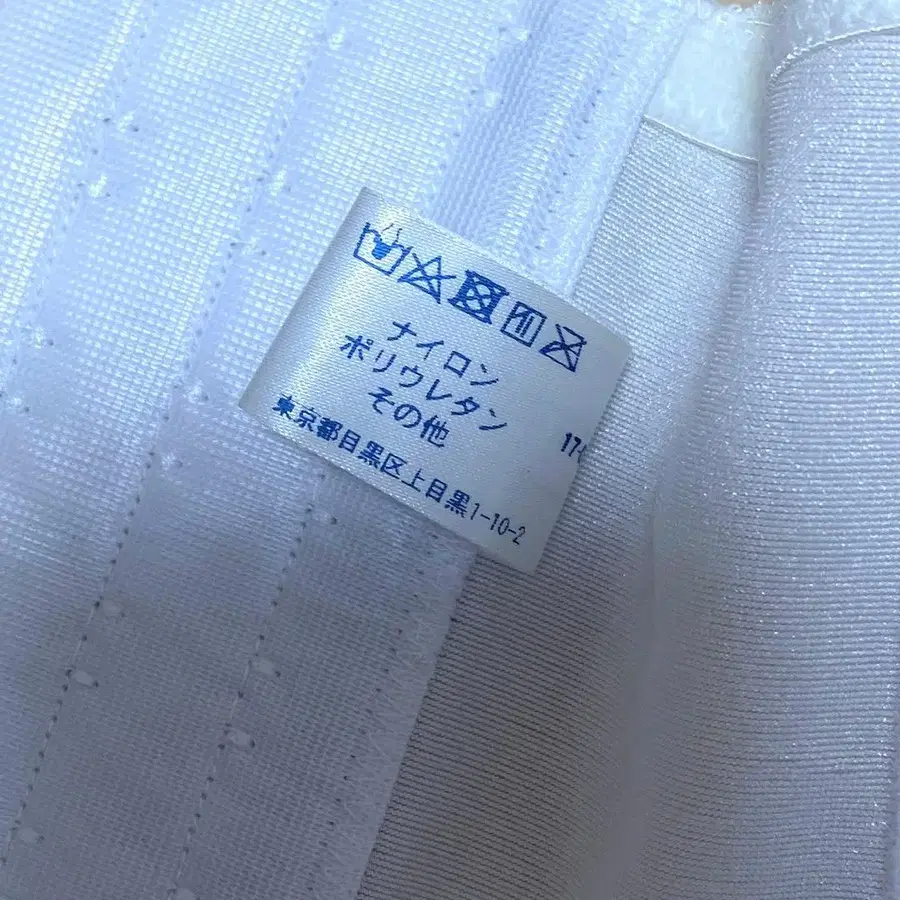 ナイロン
ポリウレタン
その他
17-
東京都目黒区上目黒1-10-2